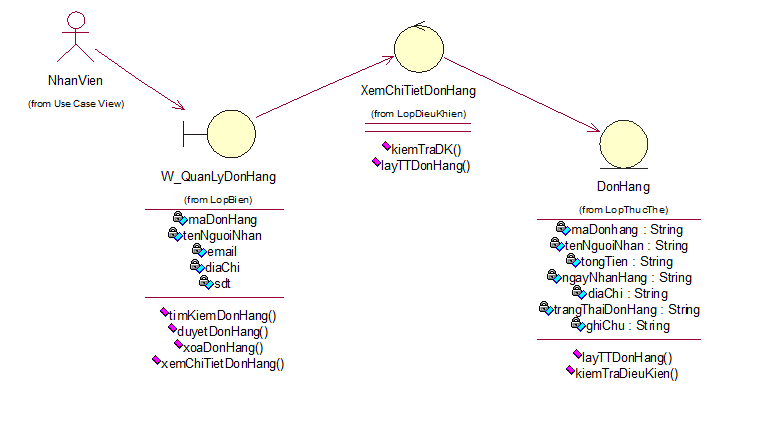 NhanVien
(from Use Case View)
W_QuanLyDonHang
(from LopBien)
maDonHang
tenNguoiNhan
email
diaChi
sdt
timKiemDonHang()
duyetDonHang()
xoaDonHang()
xemChiTietDonHang()
XemChiTietDonHang
(from LopDieuKhien)
kiemTraDK()
layTTDonHang()
DonHang
(from LopThucThe)
maDonhang : String
tenNguoiNhan : String
tongTien : String
ngayNhanHang : String
diaChi : String
trangThaiDonHang : String
ghiChu : String
layTTDonHang()
kiemTraDieuKien()